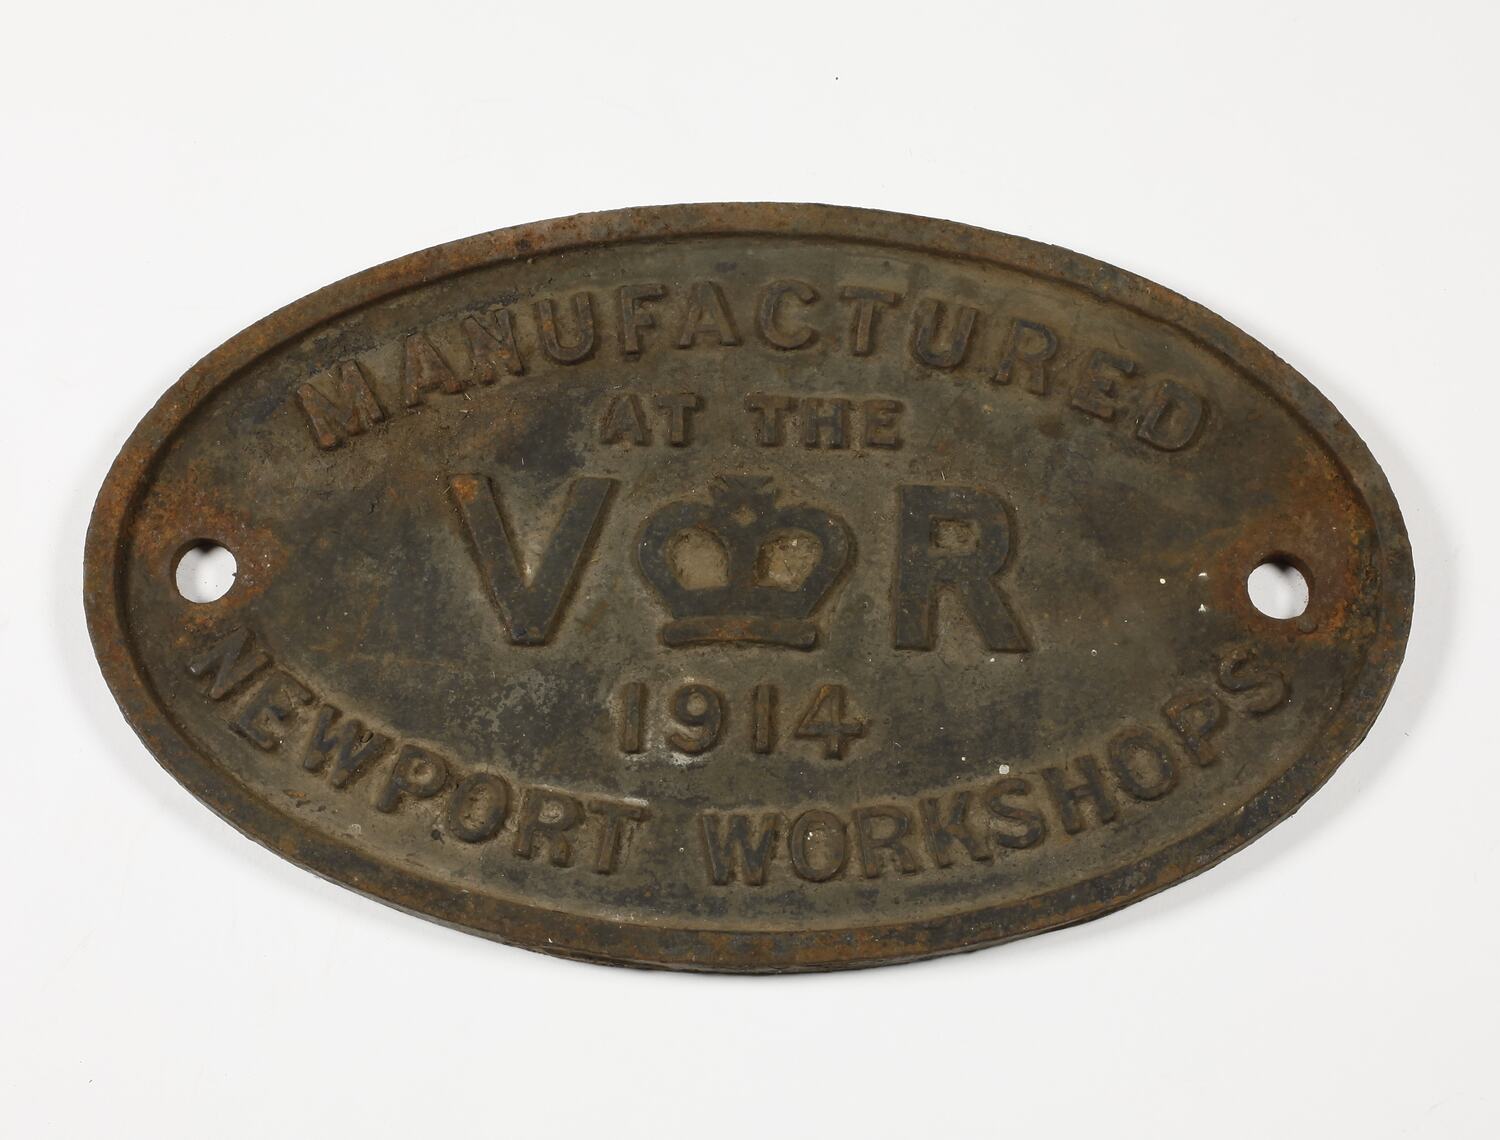 MANUFACTURED
AT THE
V R
1914
NEWPORT WORKSHOPS